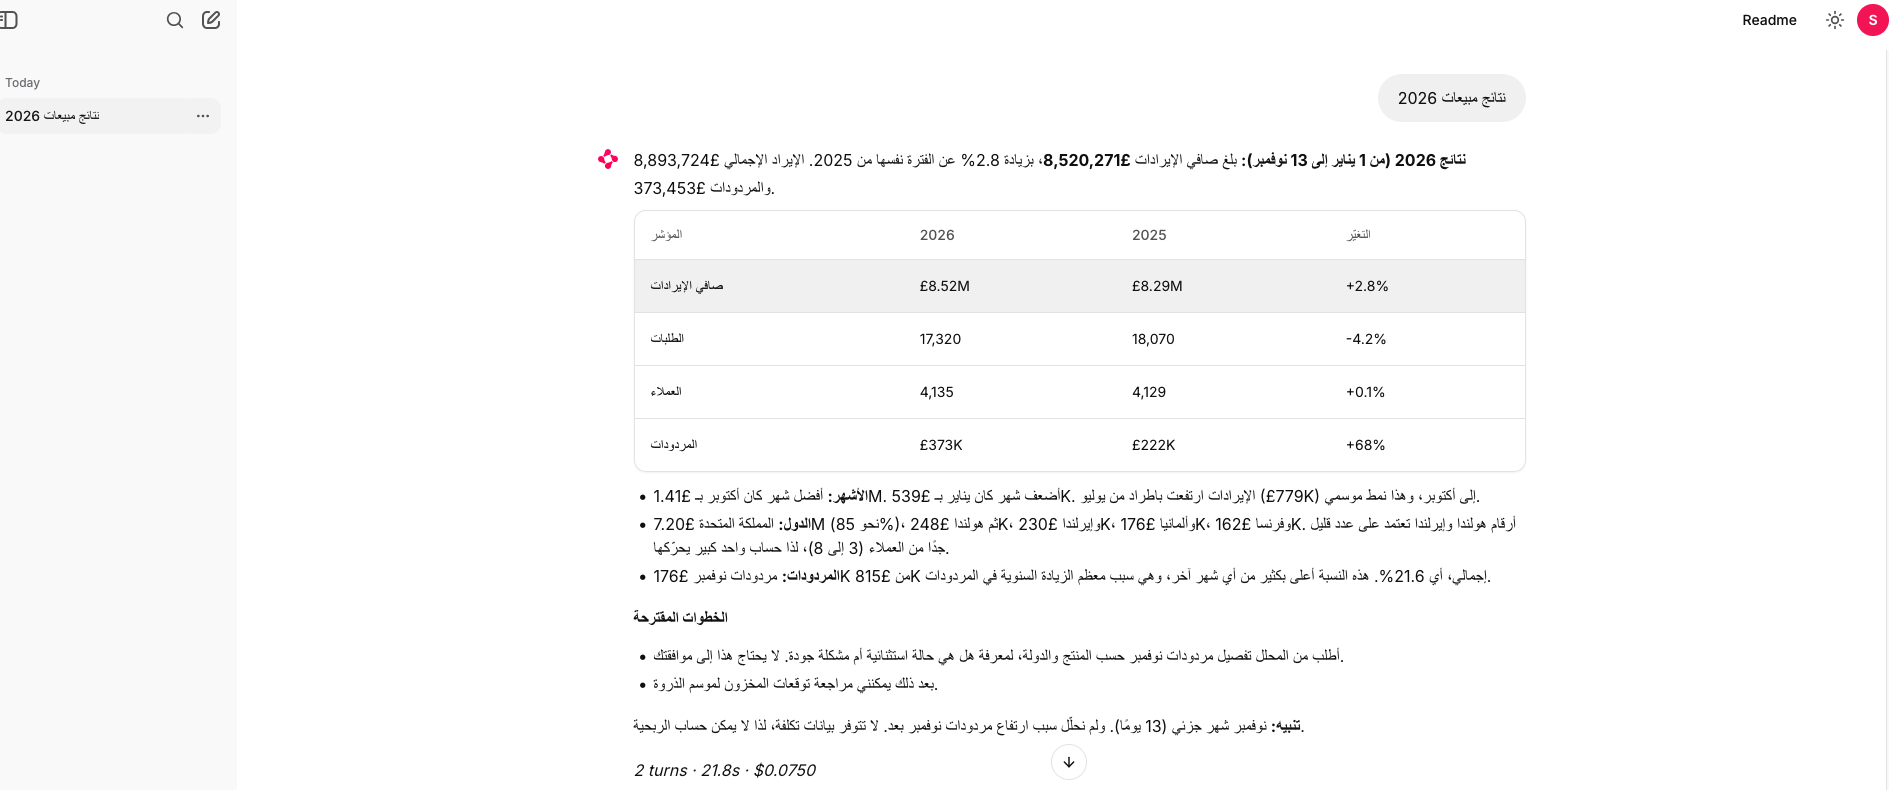 Readme
S
Today
نتائج مبيعات 2026
نتائج مبيعات 2026
نتائج 2026 (من 1 يناير إلى 13 نوفمبر): بلغ صافي الإيرادات £8,520,271، بزيادة 2.8% عن الفترة نفسها من 2025. الإيراد الإجمالي £8,893,724
والمردودات £373,453.
المؤشر 2026 2025 التغيّر
صافي الإيرادات £8.52M £8.29M +2.8%
الطلبات 17,320 18,070 -4.2%
العملاء 4,135 4,129 +0.1%
المردودات £373K £222K +68%
• الأشهر: أفضل شهر كان أكتوبر بـ £1.41M. أضعف شهر كان يناير بـ £539K. الإيرادات ارتفعت باطراد من يوليو (£779K) إلى أكتوبر، وهذا نمط موسمي.
• الدول: المملكة المتحدة £7.20M (نحو 85%)، ثم هولندا £248K، وإيرلندا £230K، وألمانيا £176K، وفرنسا £162K. أرقام هولندا وإيرلندا تعتمد على عدد قليل
جدًا من العملاء (3 إلى 8)، لذا حساب واحد كبير يحرّكها.
• المردودات: مردودات نوفمبر £176K من £815K إجمالي، أي 21.6%. هذه النسبة أعلى بكثير من أي شهر آخر، وهي سبب معظم الزيادة السنوية في المردودات.
الخطوات المقترحة
• أطلب من المحلل تفصيل مردودات نوفمبر حسب المنتج والدولة، لمعرفة هل هي حالة استثنائية أم مشكلة جودة. لا يحتاج هذا إلى موافقتك.
• بعد ذلك يمكنني مراجعة توقعات المخزون لموسم الذروة.
تنبيه: نوفمبر شهر جزئي (13 يومًا). ولم نحلّل سبب ارتفاع مردودات نوفمبر بعد. لا تتوفر بيانات تكلفة، لذا لا يمكن حساب الربحية.
2 turns · 21.8s · $0.0750